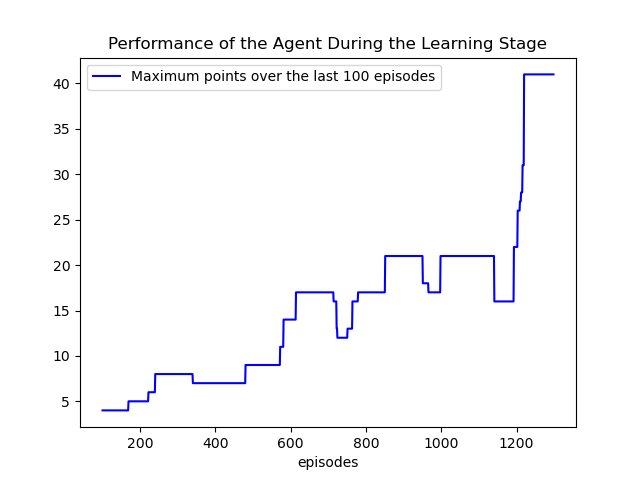 Performance of the Agent During the Learning Stage
Maximum points over the last 100 episodes
40
35
30
25
20
15
10
5
200 400 600 800 1000 1200
episodes